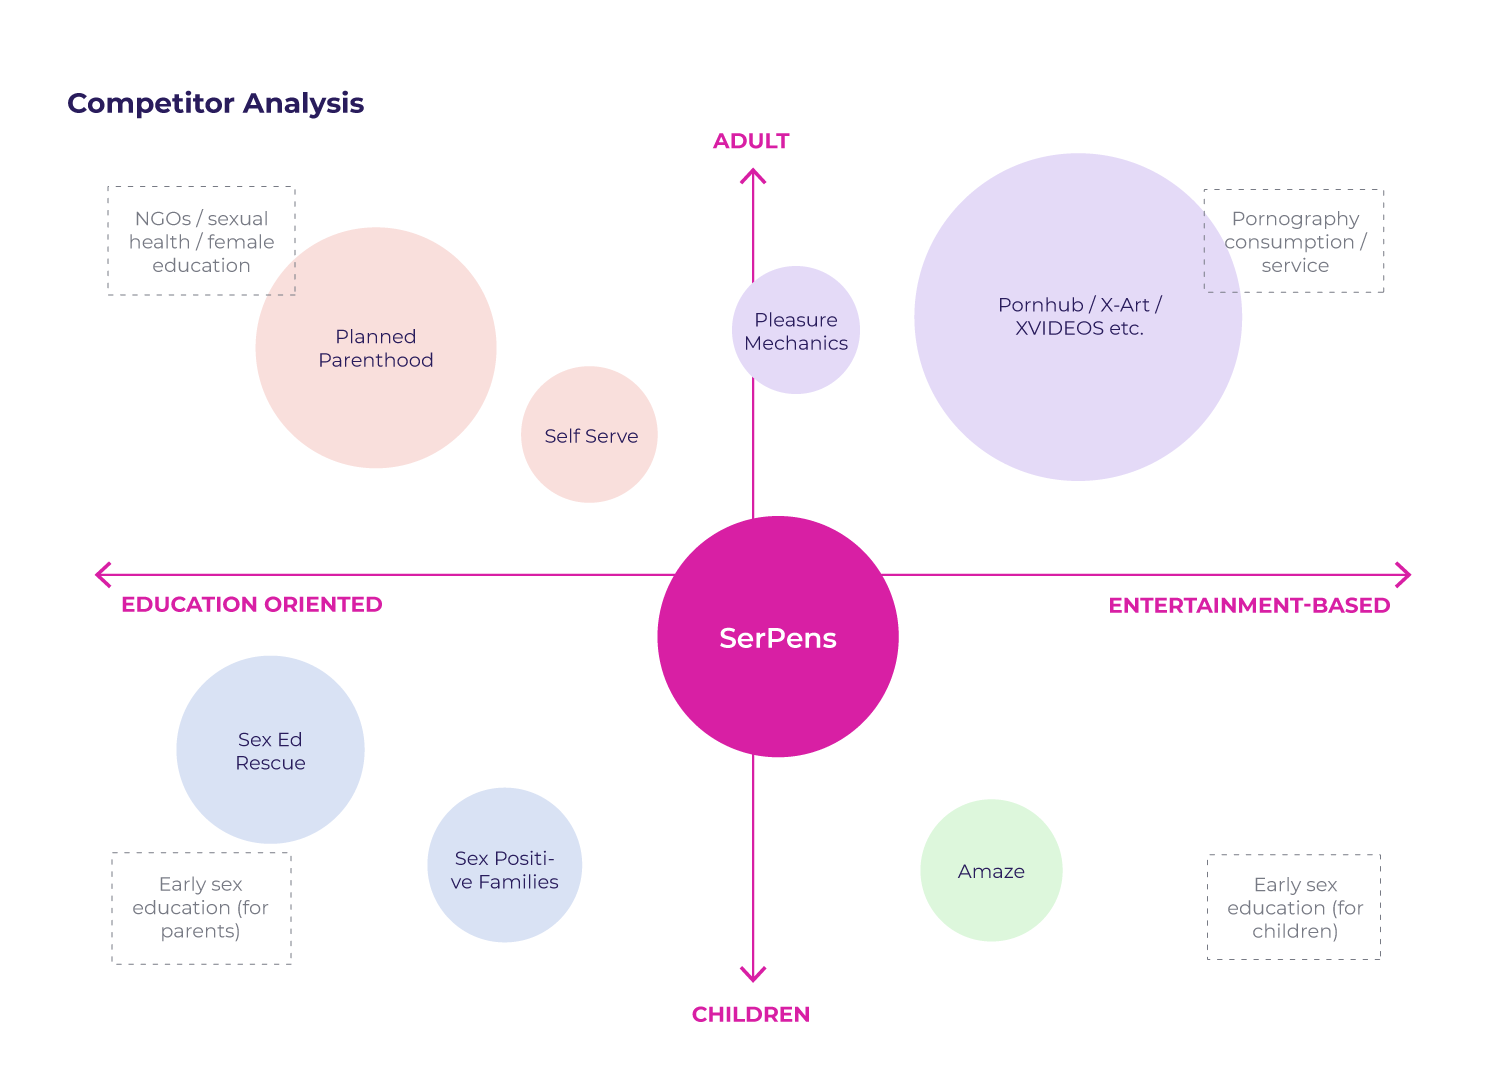 Competitor Analysis
ADULT
NGOs / sexual
health / female
education
Pornography
consumption /
service
Planned
Parenthood
Self Serve
Pleasure
Mechanics
Pornhub / X-Art /
XVIDEOS etc.
EDUCATION ORIENTED
ENTERTAINMENT-BASED
SerPens
Sex Ed
Rescue
Sex Positi-
ve Families
Amaze
Early sex
education (for
parents)
Early sex
education (for
children)
CHILDREN